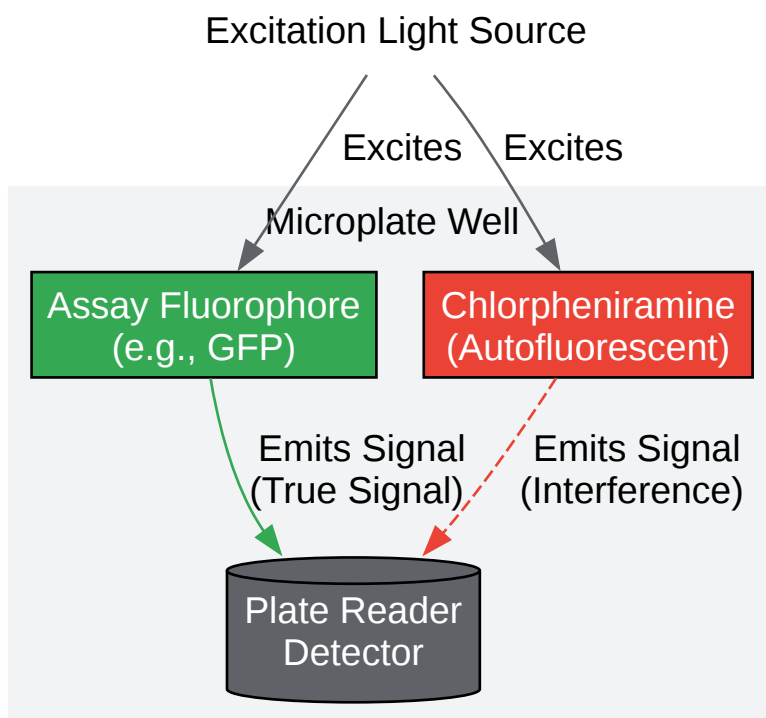 Excitation Light Source
Excites
Excites
Microplate Well
Assay Fluorophore
(e.g., GFP)
Chlorpheniramine
(Autofluorescent)
Emits Signal
(True Signal)
Emits Signal
(Interference)
Plate Reader
Detector